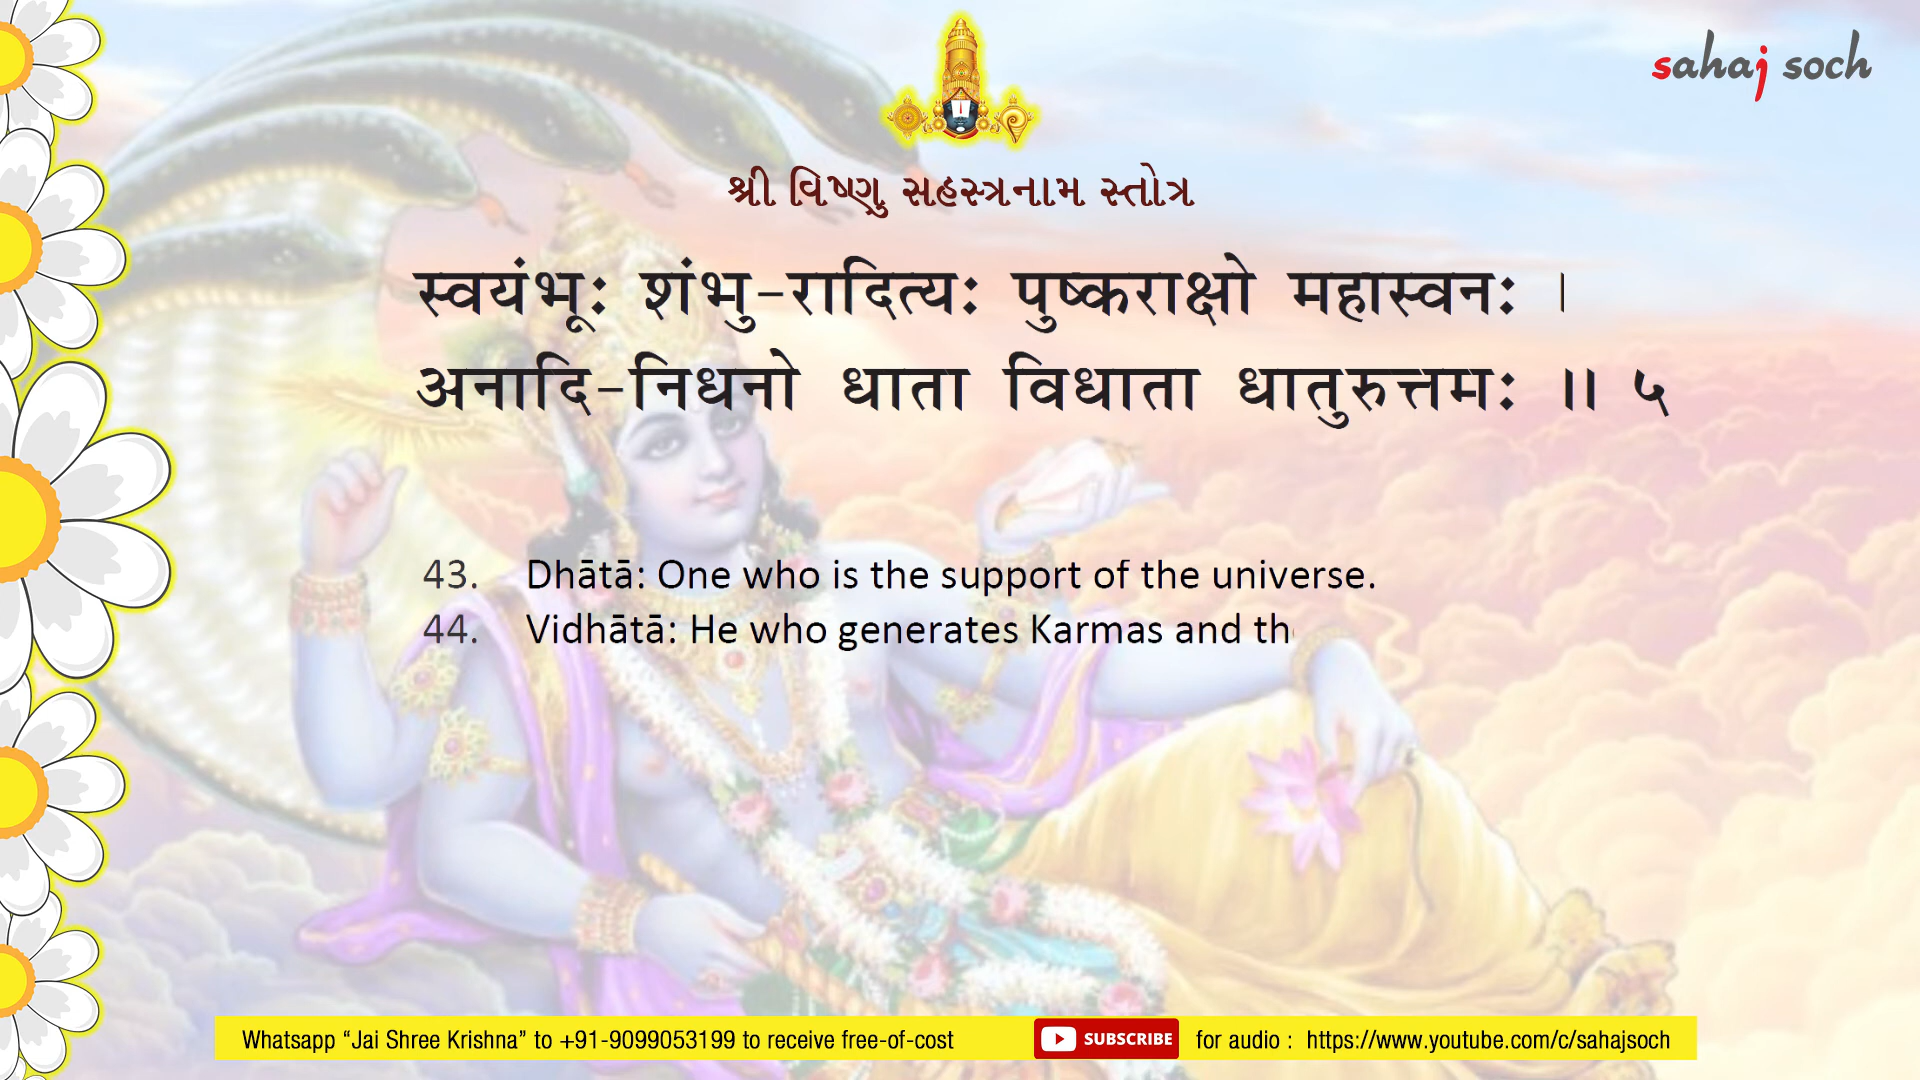 sahaj soch
શ્રી વિષ્ણુ સહસ્ત્રનામ સ્તોત્ર
स्वयंभूः शंभु-रादित्यः पुष्कराक्षो महास्वनः ।
अनादि-निधनो धाता विधाता धातुरुत्तमः ।। ५
43. Dhātā: One who is the support of the universe.
44. Vidhātā: He who generates Karmas and th
Whatsapp “Jai Shree Krishna” to +91-9099053199 to receive free-of-cost SUBSCRIBE for audio : https://www.youtube.com/c/sahajsoch